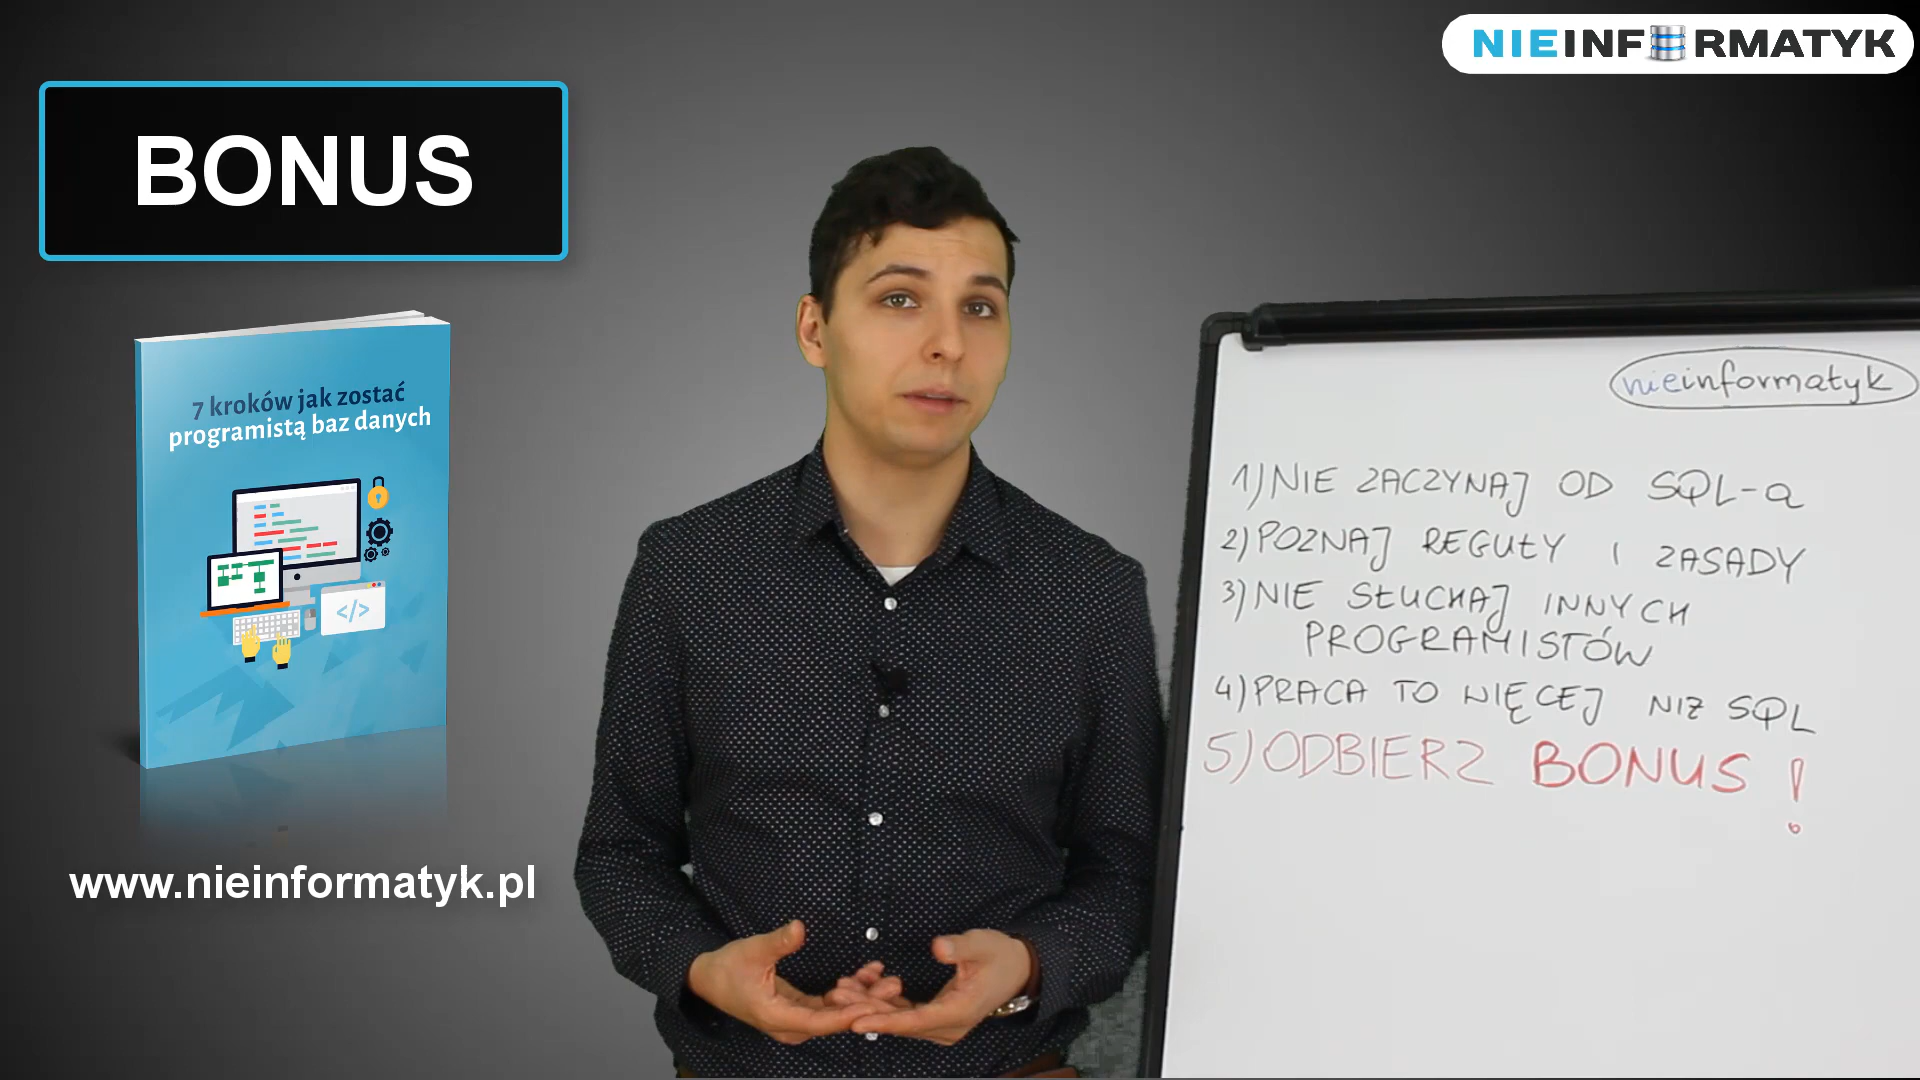 NIEINFORMATYK
BONUS
7 kroków jak zostać
programistą baz danych
</>
www.nieinformatyk.pl
nieinformatyk
1) NIE ZACZYNAJ OD SQL-a
2) POZNAJ REGUŁY I ZASADY
3) NIE SŁUCHAJ INNYCH
PROGRAMISTÓW
4) PRACA TO WIĘCEJ NIŻ SQL
5) ODBIERZ BONUS !